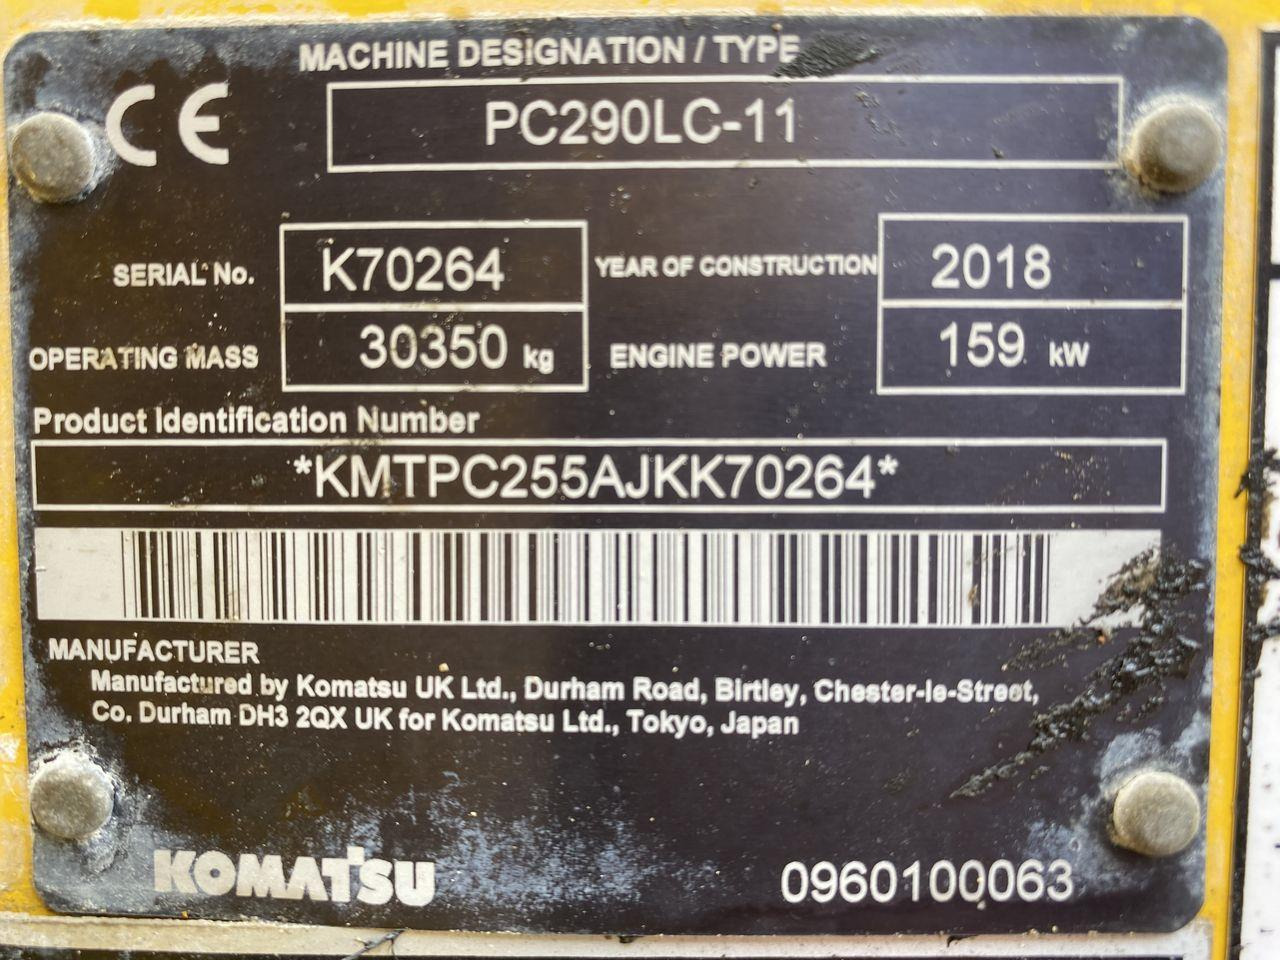 MACHINE DESIGNATION / TYPE
CE
PC290LC-11
SERIAL No.
K70264
YEAR OF CONSTRUCTION
2018
OPERATING MASS
30350 kg
ENGINE POWER
159 kW
Product Identification Number
*KMTPC255AJKK70264*
MANUFACTURER
Manufactured by Komatsu UK Ltd., Durham Road, Birtley, Chester-le-Street,
Co. Durham DH3 2QX UK for Komatsu Ltd., Tokyo, Japan
KOMATSU
0960100063